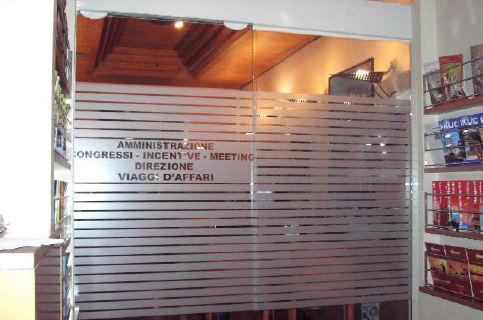 AMMINISTRAZIONE
CONGRESSI - INCENTIVE - MEETING
DIREZIONE
VIAGGI D'AFFARI